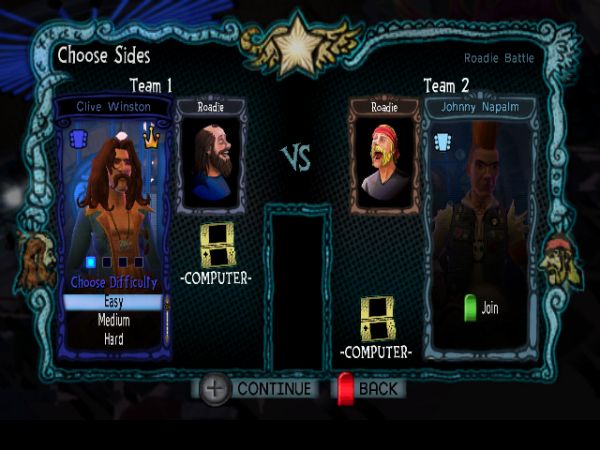 Choose Sides
Roadie Battle
Team 1
Team 2
Clive Winston
Roadie
VS
Roadie
Johnny Napalm
-COMPUTER-
Choose Difficulty
Easy
Medium
Hard
Join
-COMPUTER-
CONTINUE
BACK